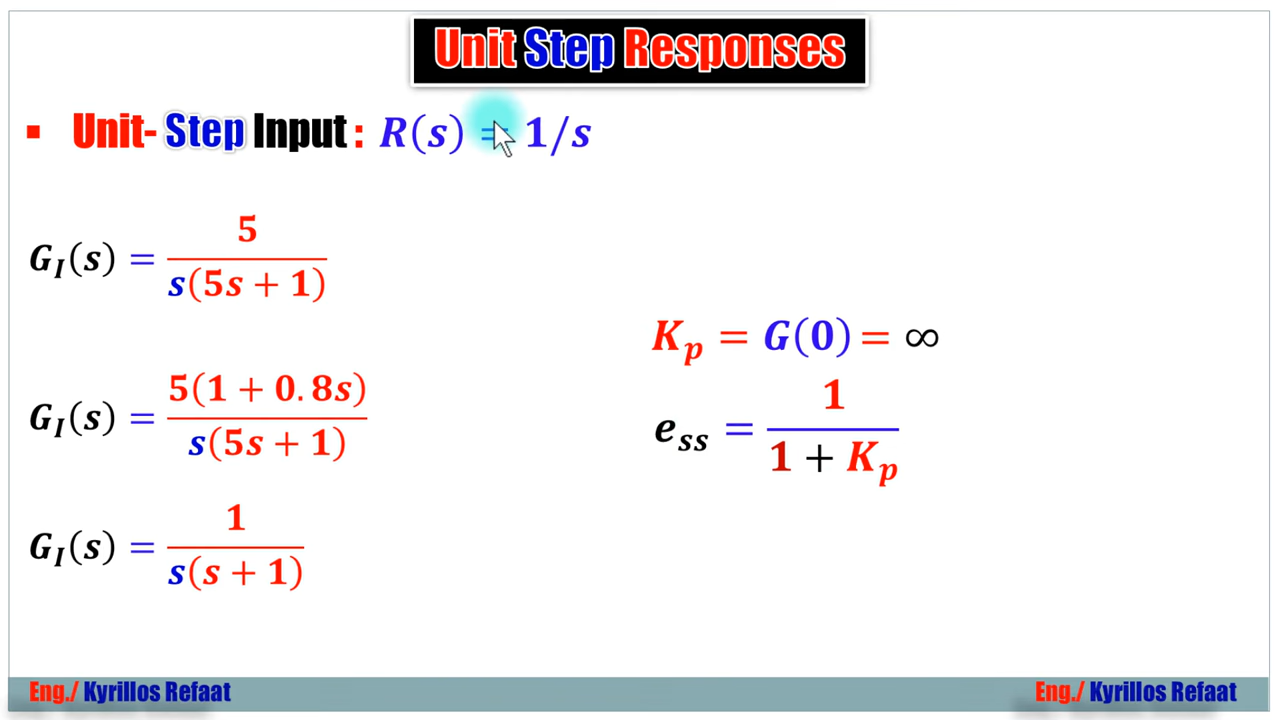 Unit Step Responses
▪ Unit- Step Input : R(s) = 1/s
G_I(s) = 5 / s(5s + 1)
G_I(s) = 5(1 + 0.8s) / s(5s + 1)
G_I(s) = 1 / s(s + 1)
K_p = G(0) = ∞
e_ss = 1 / 1 + K_p
Eng./ Kyrillos Refaat
Eng./ Kyrillos Refaat